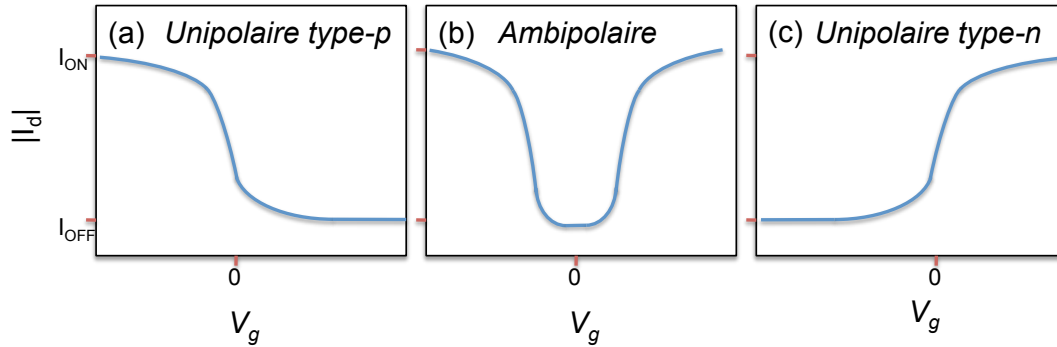 (a) Unipolaire type-p
(b) Ambipolaire
(c) Unipolaire type-n
I_ON
|I_d|
I_OFF
0
0
0
V_g
V_g
V_g